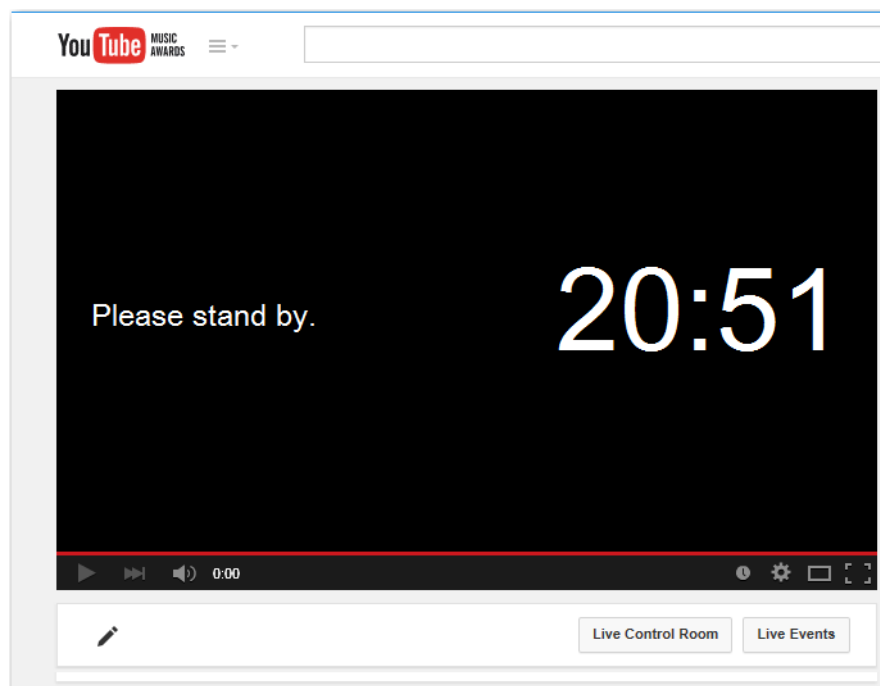 YouTube MUSIC AWARDS
Please stand by.
20:51
0:00
Live Control Room
Live Events